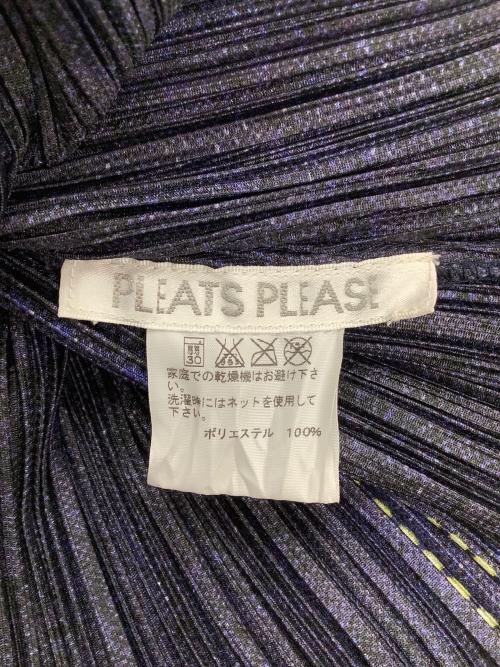 PLEATS PLEASE
弱 30
家庭での乾燥機はお避け下さ
い。
洗濯時にはネットを使用して
下さい。
ポリエステル 100%